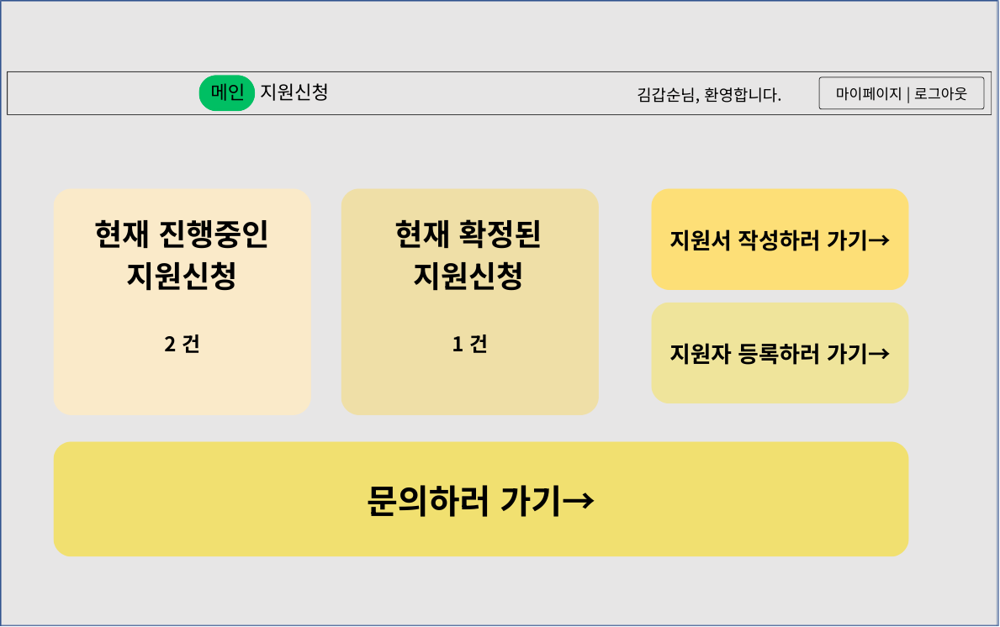 메인 지원신청 김갑순님, 환영합니다. 마이페이지 | 로그아웃
현재 진행중인
지원신청
2 건
현재 확정된
지원신청
1 건
지원서 작성하러 가기→
지원자 등록하러 가기→
문의하러 가기→